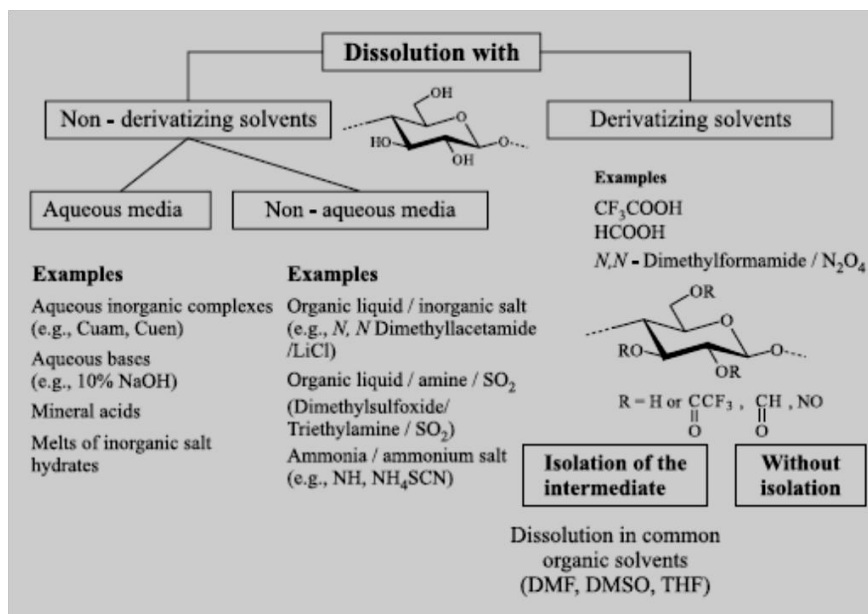 Dissolution with
Non - derivatizing solvents
Derivatizing solvents
OH
O
HO
OH
O
Aqueous media
Non - aqueous media
Examples
Aqueous inorganic complexes
(e.g., Cuam, Cuen)
Aqueous bases
(e.g., 10% NaOH)
Mineral acids
Melts of inorganic salt
hydrates
Examples
Organic liquid / inorganic salt
(e.g., N, N Dimethyllacetamide
/LiCl)
Organic liquid / amine / SO₂
(Dimethylsulfoxide/
Triethylamine / SO₂)
Ammonia / ammonium salt
(e.g., NH, NH₄SCN)
Examples
CF₃COOH
HCOOH
N,N - Dimethylformamide / N₂O₄
OR
O
RO
OR
O
R = H or CCF₃ , CH , NO
O O
Isolation of the
intermediate
Without
isolation
Dissolution in common
organic solvents
(DMF, DMSO, THF)